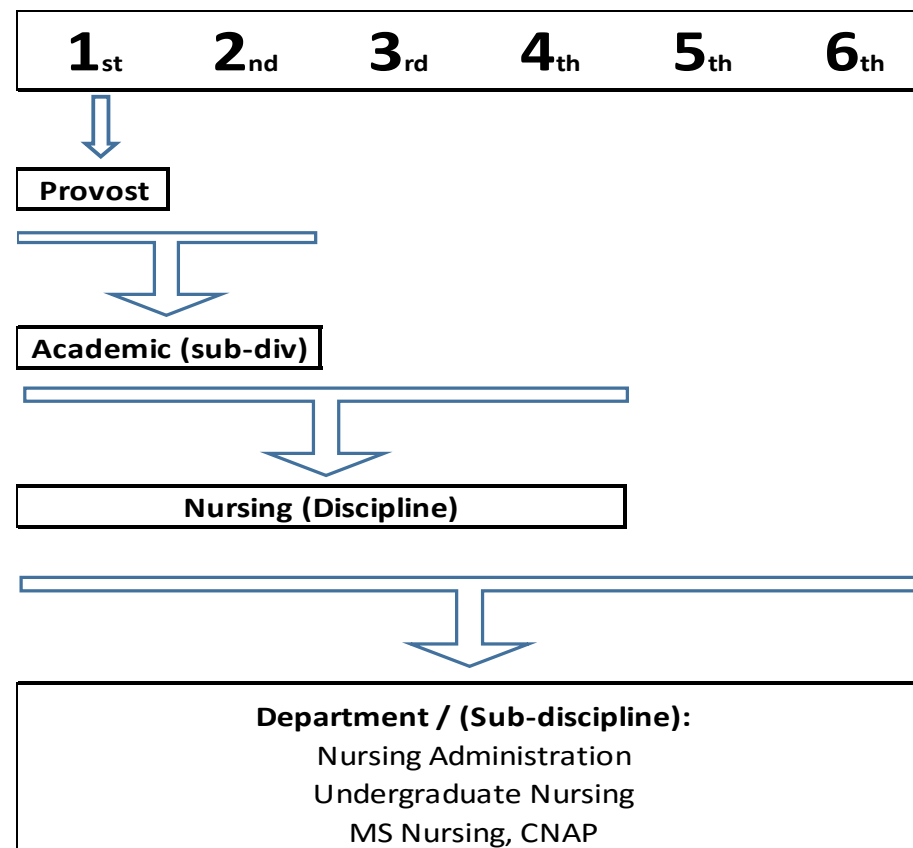 1st 2nd 3rd 4th 5th 6th
Provost
Academic (sub-div)
Nursing (Discipline)
Department / (Sub-discipline):
Nursing Administration
Undergraduate Nursing
MS Nursing, CNAP